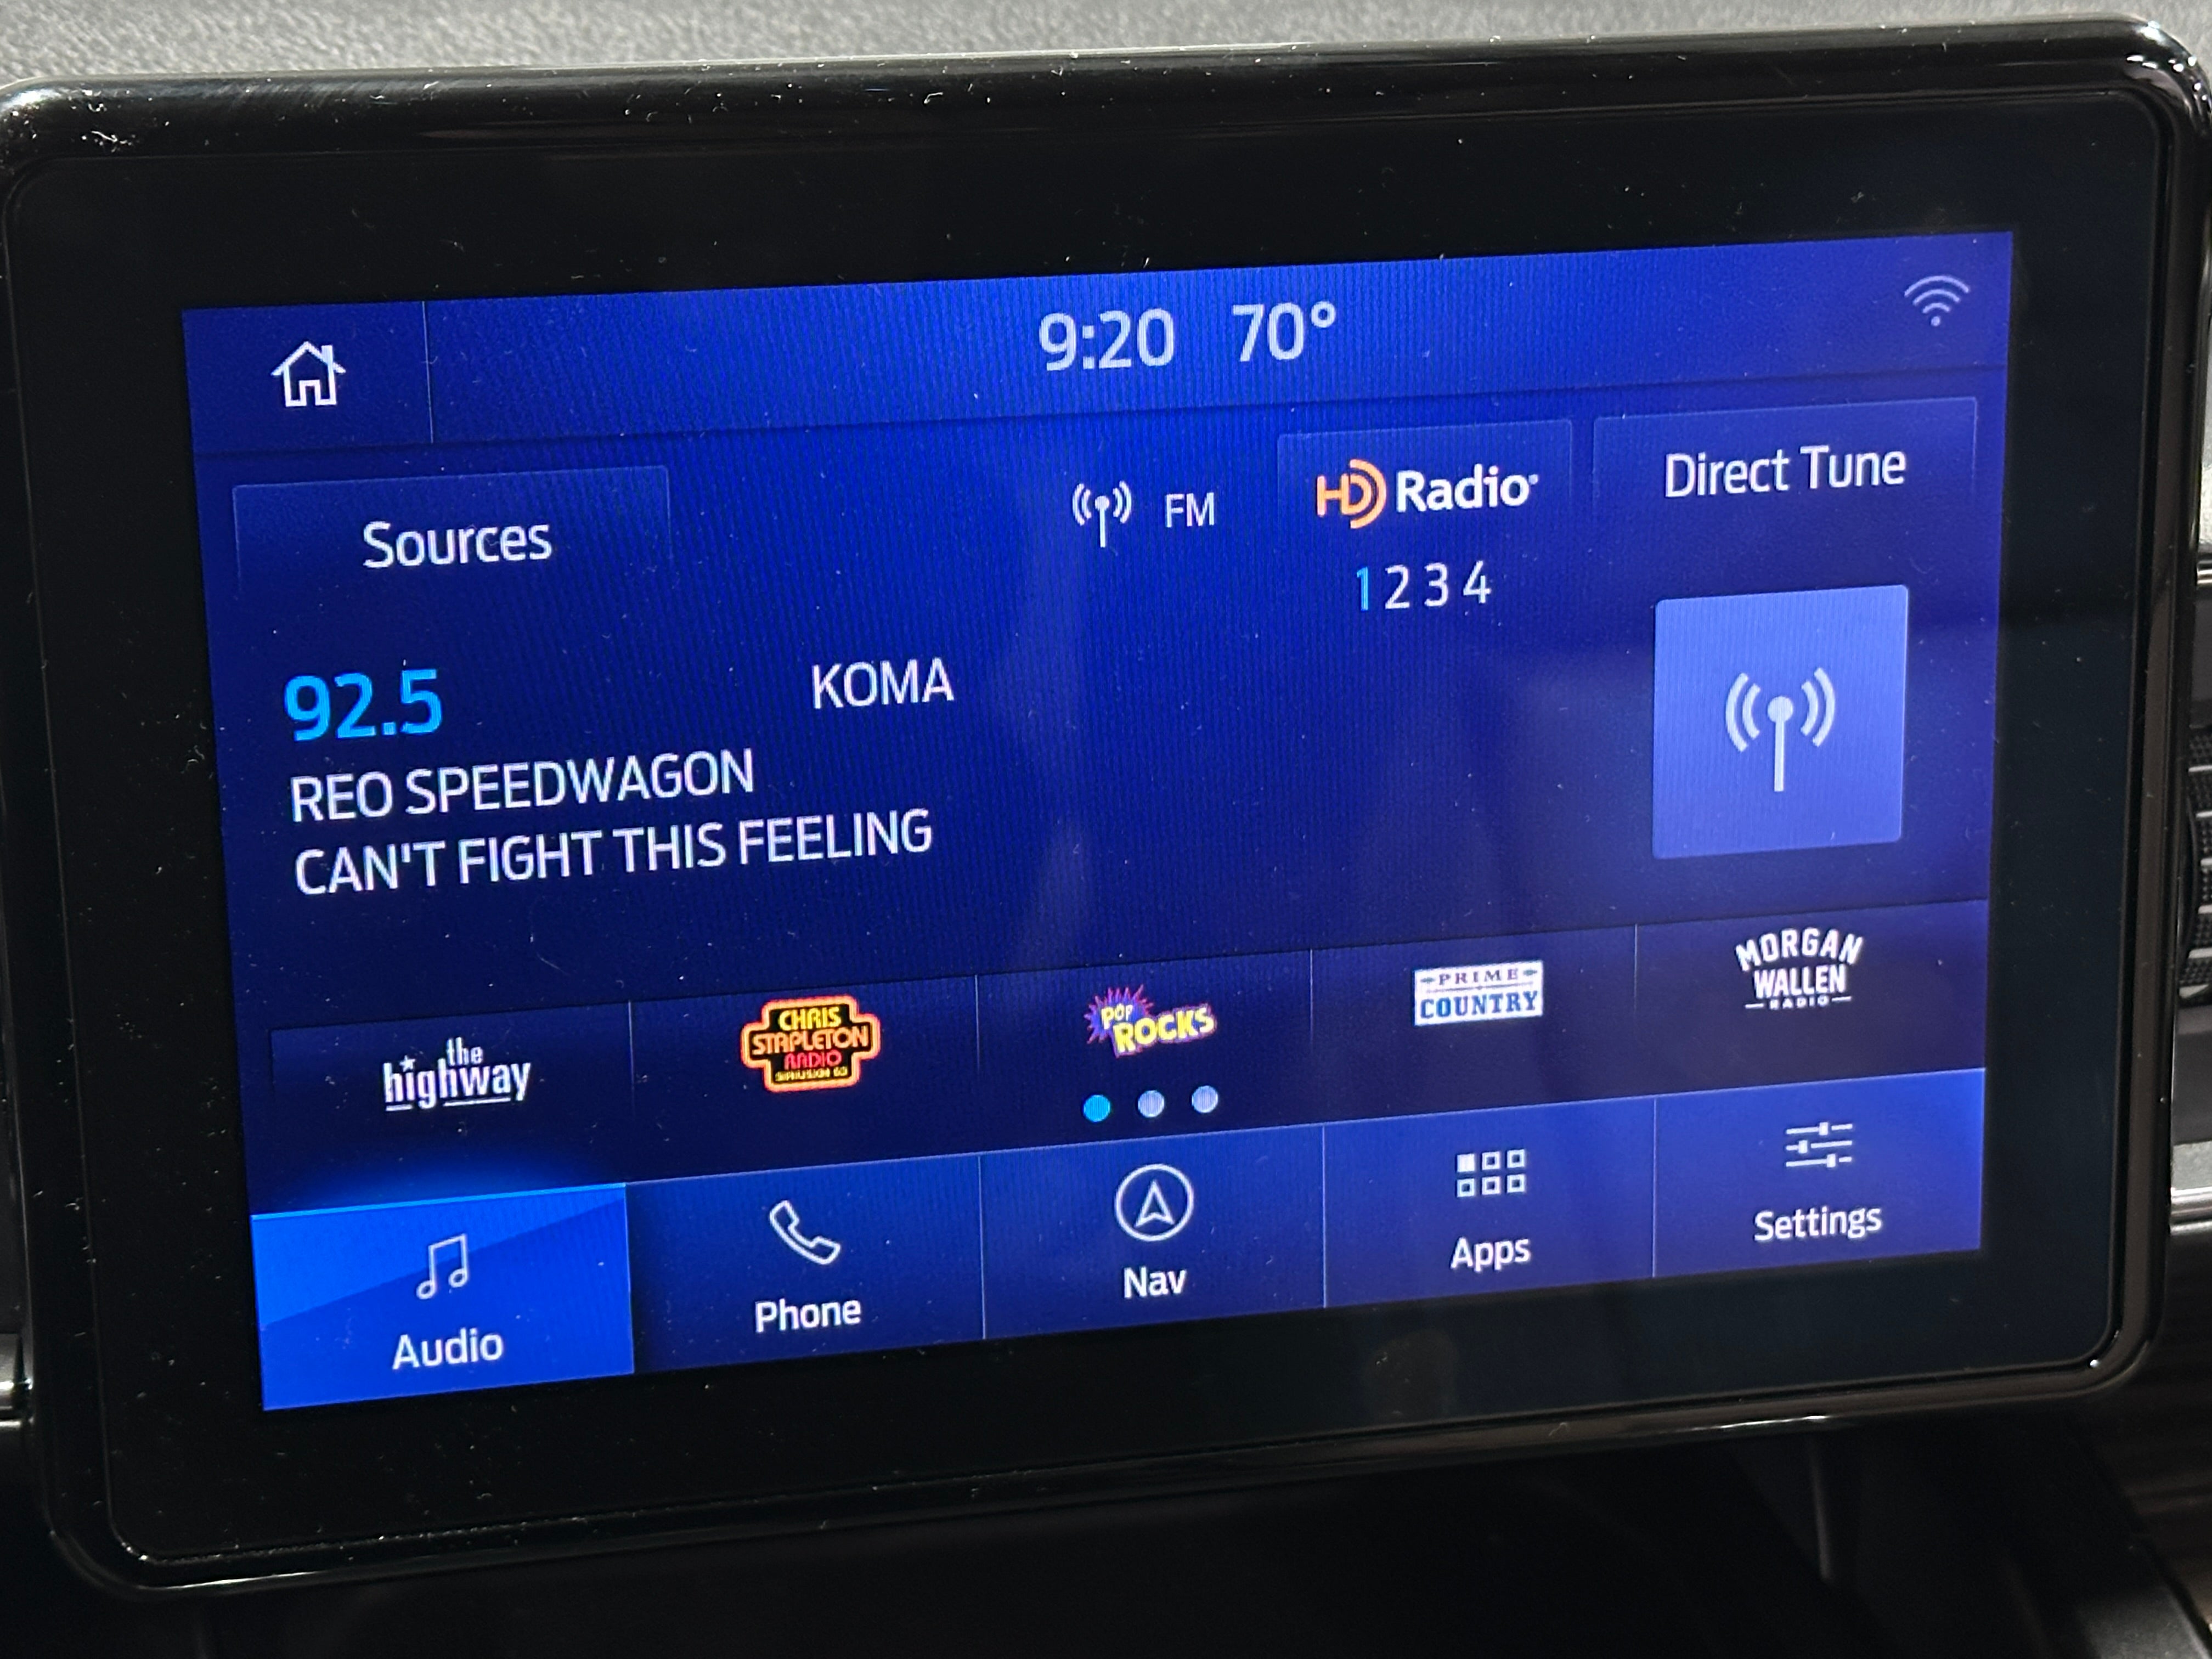 9:20 70°
Sources
FM
HD Radio
Direct Tune
1 2 3 4
92.5
KOMA
REO SPEEDWAGON
CAN'T FIGHT THIS FEELING
the
highway
CHRIS
STAPLETON
RADIO
SIRIUSXM 63
POP
ROCKS
PRIME
COUNTRY
MORGAN
WALLEN
RADIO
Audio
Phone
Nav
Apps
Settings